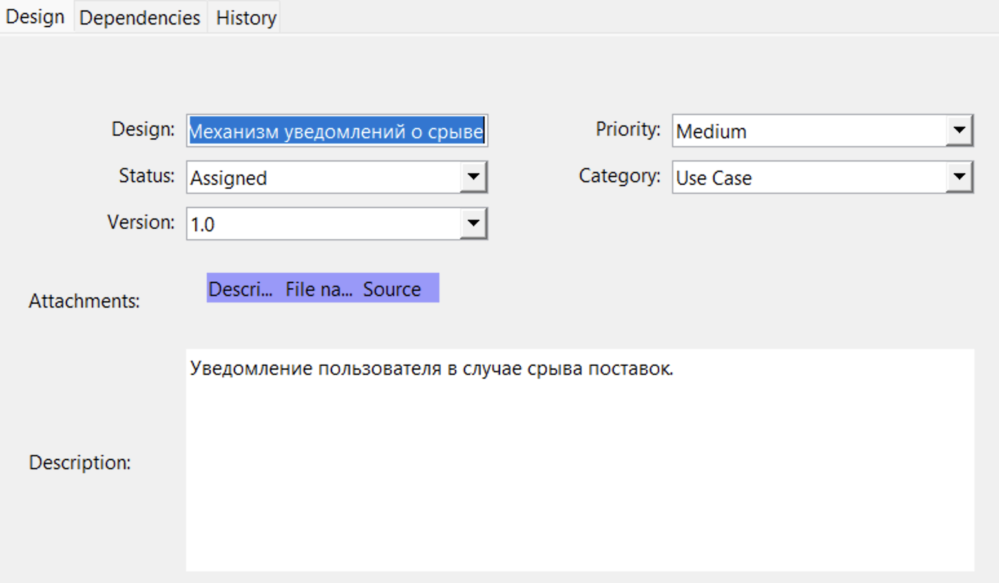 Design Dependencies History
Design: Механизм уведомлений о срыве Priority: Medium
Status: Assigned Category: Use Case
Version: 1.0
Descri... File na... Source
Attachments:
Уведомление пользователя в случае срыва поставок.
Description: